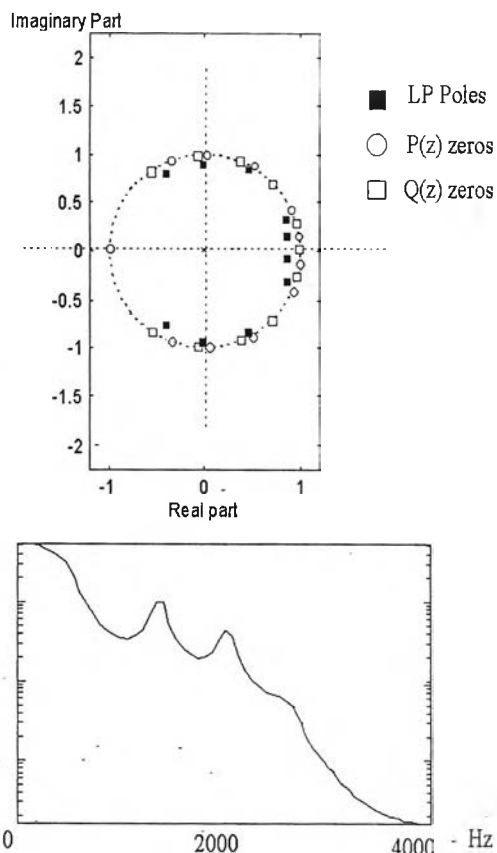 Imaginary Part
2
1.5
1
0.5
0
-0.5
-1
-1.5
-2
-1 0 1
Real part
LP Poles
P(z) zeros
Q(z) zeros
0 2000 4000 Hz